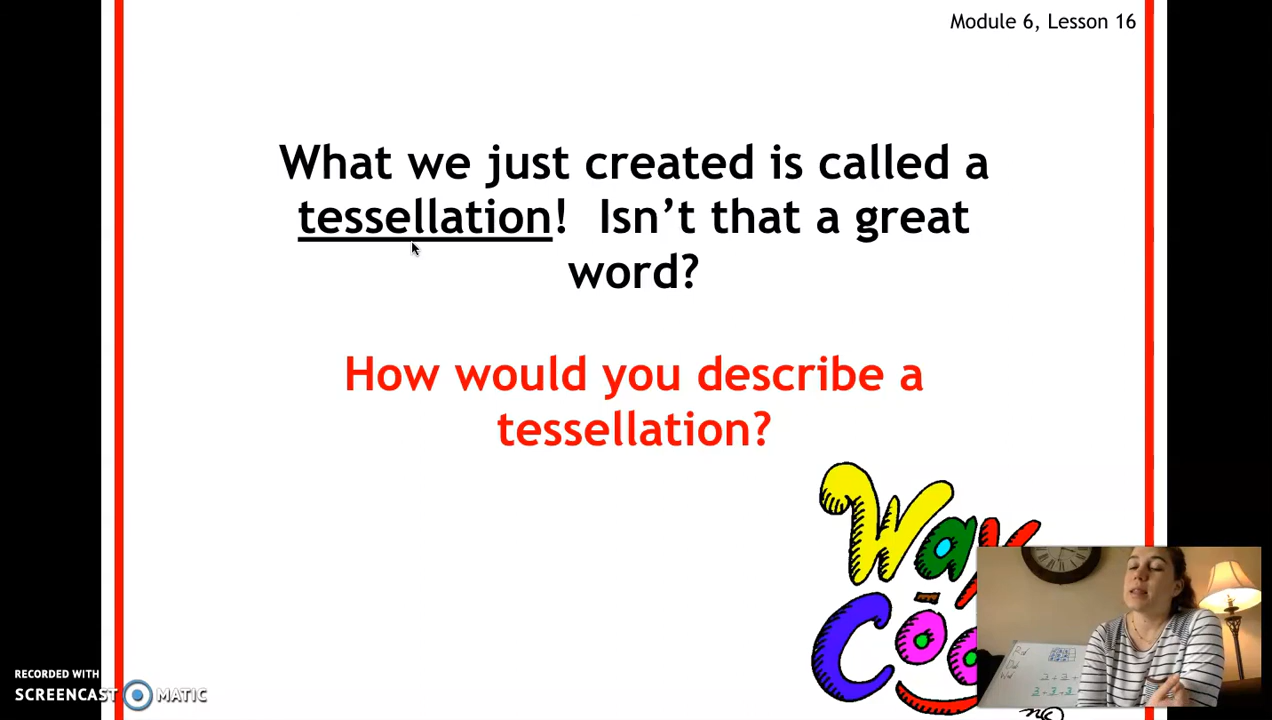 Module 6, Lesson 16
What we just created is called a
tessellation! Isn't that a great
word?
How would you describe a
tessellation?
Way
RECORDED WITH
SCREENCAST MATIC